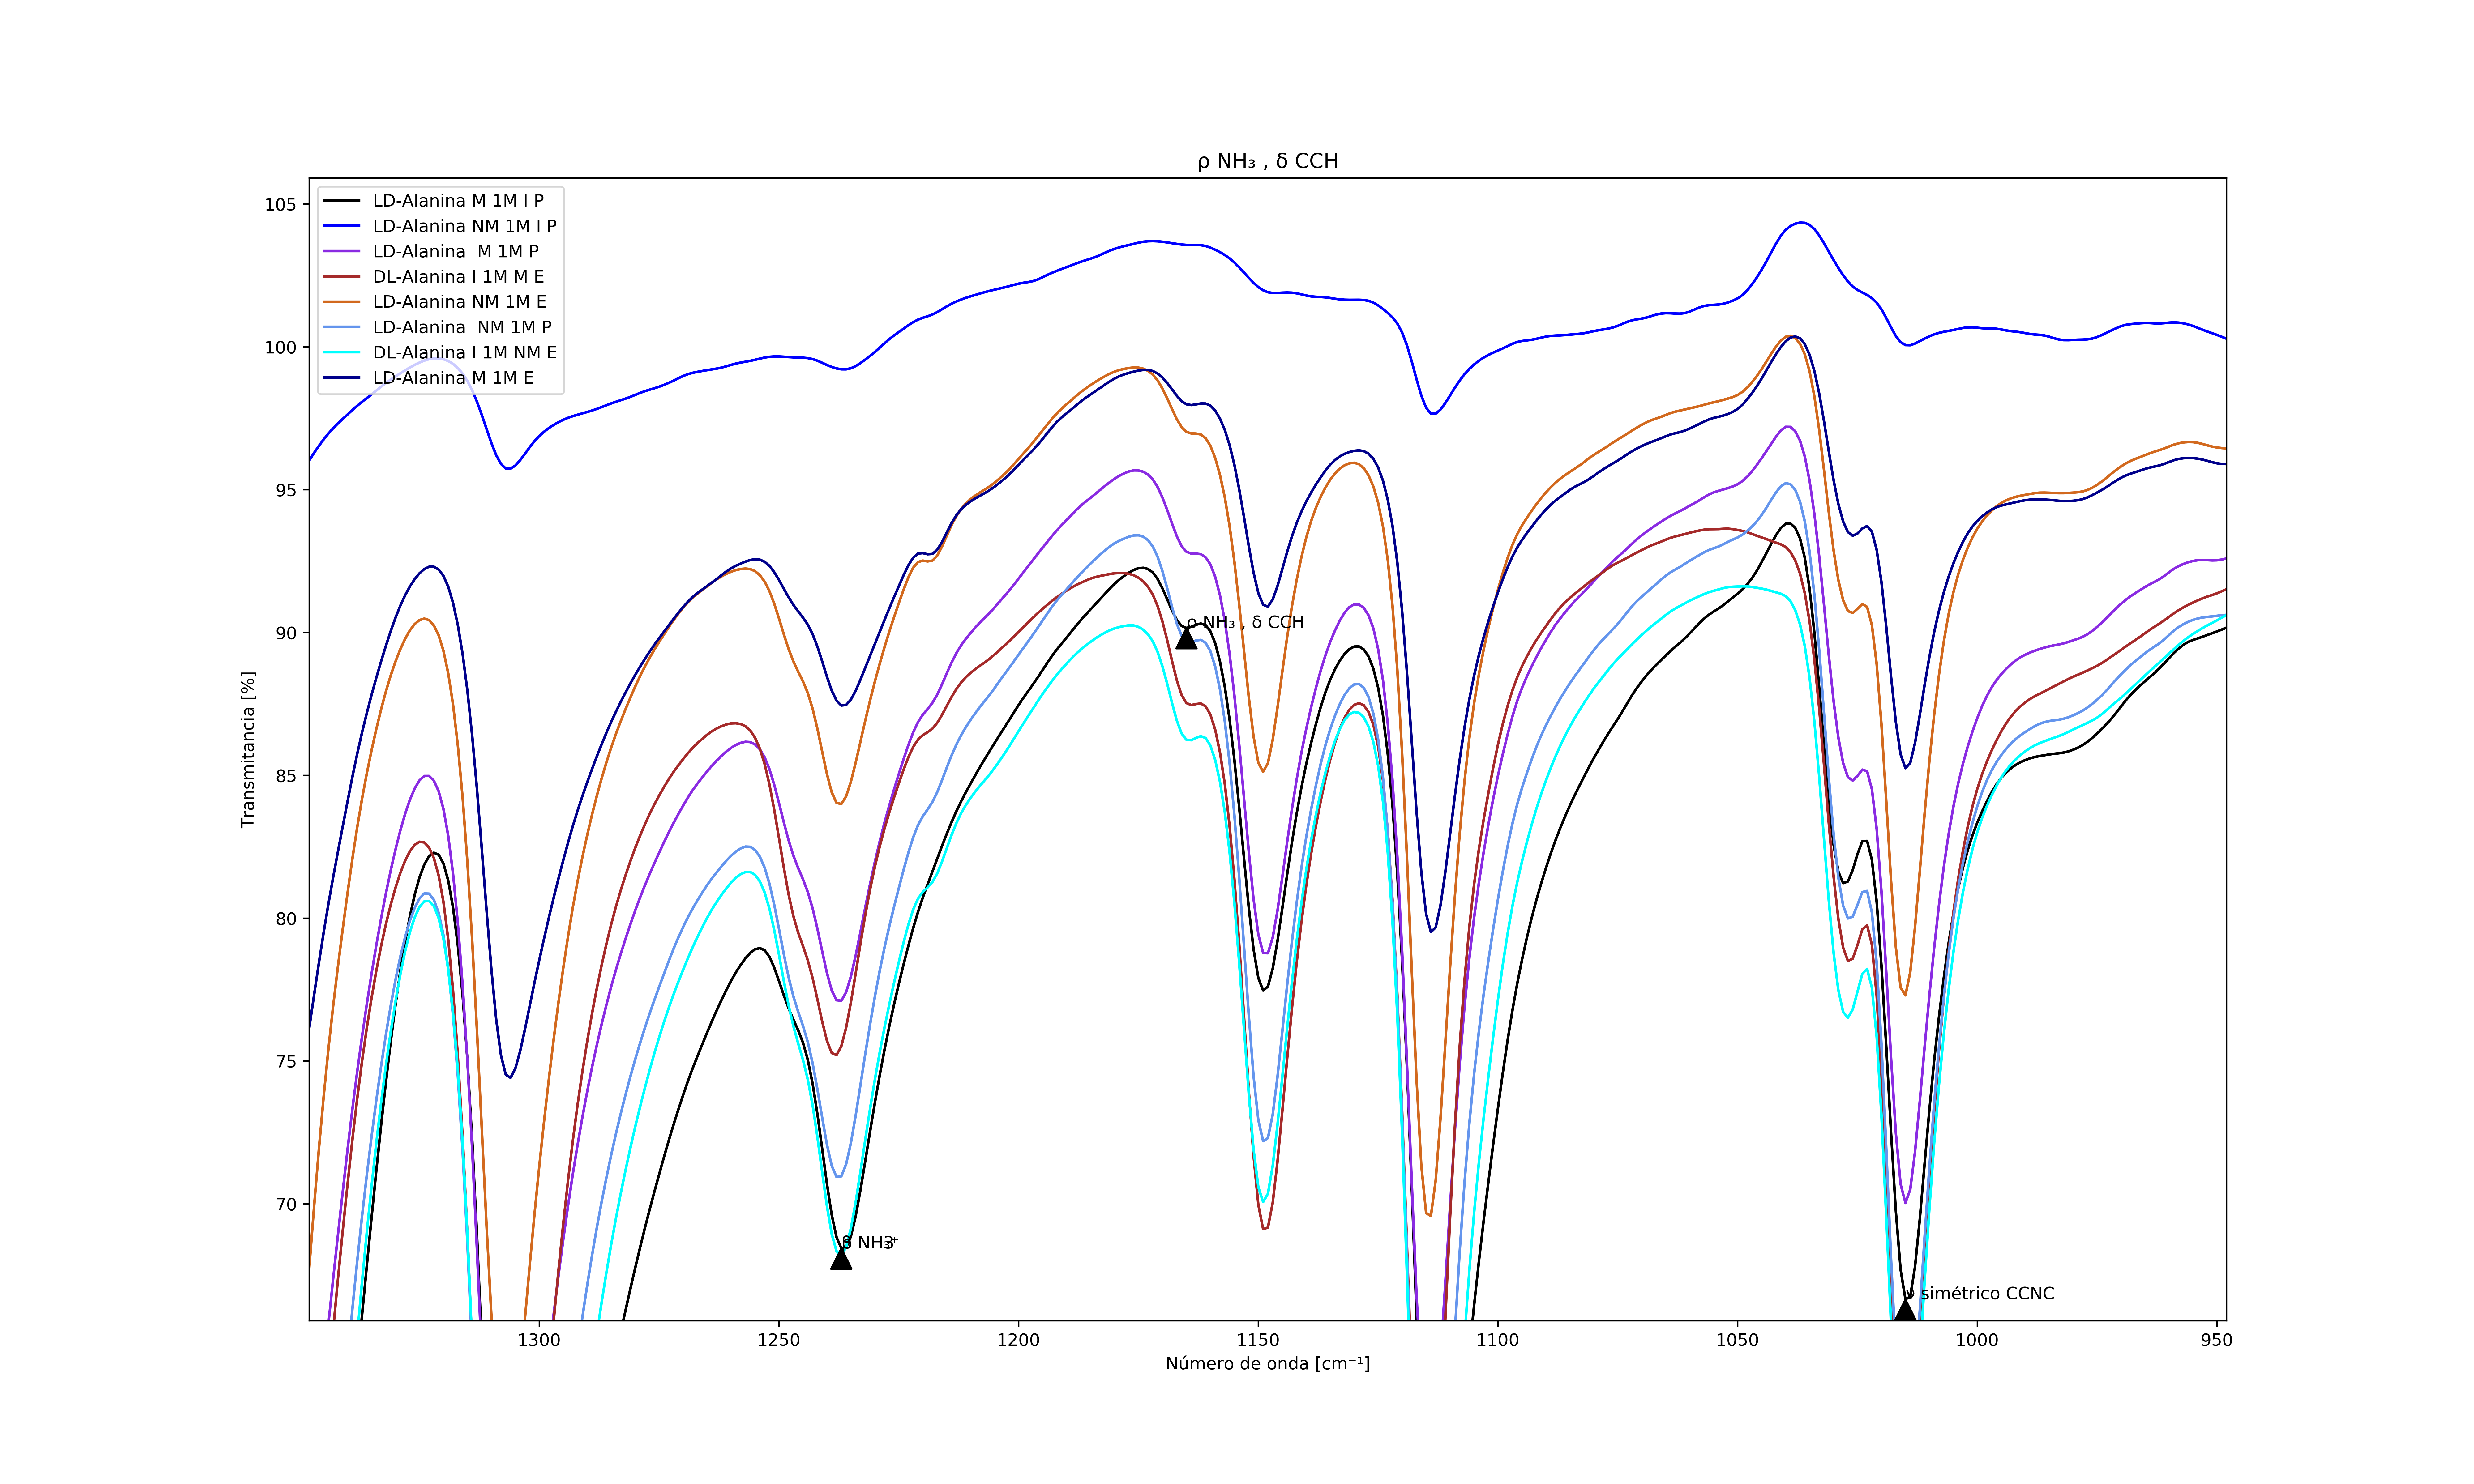 ρ NH₃ , δ CCH
105
100
95
90
85
80
75
70
Transmitancia [%]
LD-Alanina M 1M I P
LD-Alanina NM 1M I P
LD-Alanina  M 1M P
DL-Alanina I 1M M E
LD-Alanina NM 1M E
LD-Alanina  NM 1M P
DL-Alanina I 1M NM E
LD-Alanina M 1M E
ρ NH₃ , δ CCH
NH₃⁺
ν simétrico CCNC
1300
1250
1200
1150
1100
1050
1000
950
Número de onda [cm⁻¹]